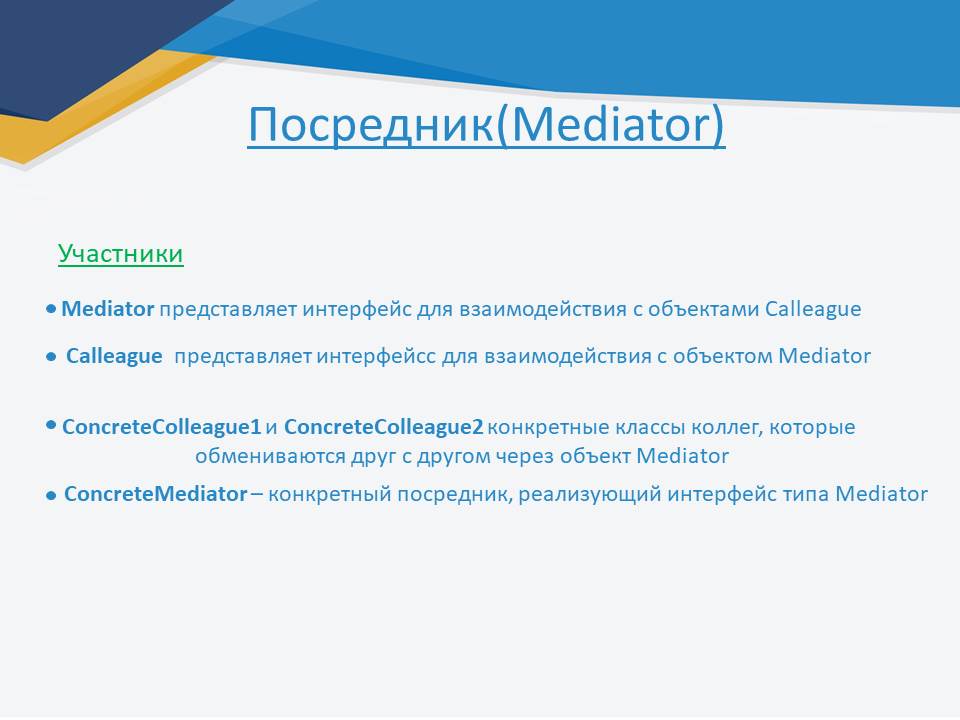 Посредник(Mediator)
Участники
• Mediator представляет интерфейс для взаимодействия с объектами Calleague
• Calleague представляет интерфейсс для взаимодействия с объектом Mediator
• ConcreteColleague1 и ConcreteColleague2 конкретные классы коллег, которые
обмениваются друг с другом через объект Mediator
• ConcreteMediator – конкретный посредник, реализующий интерфейс типа Mediator